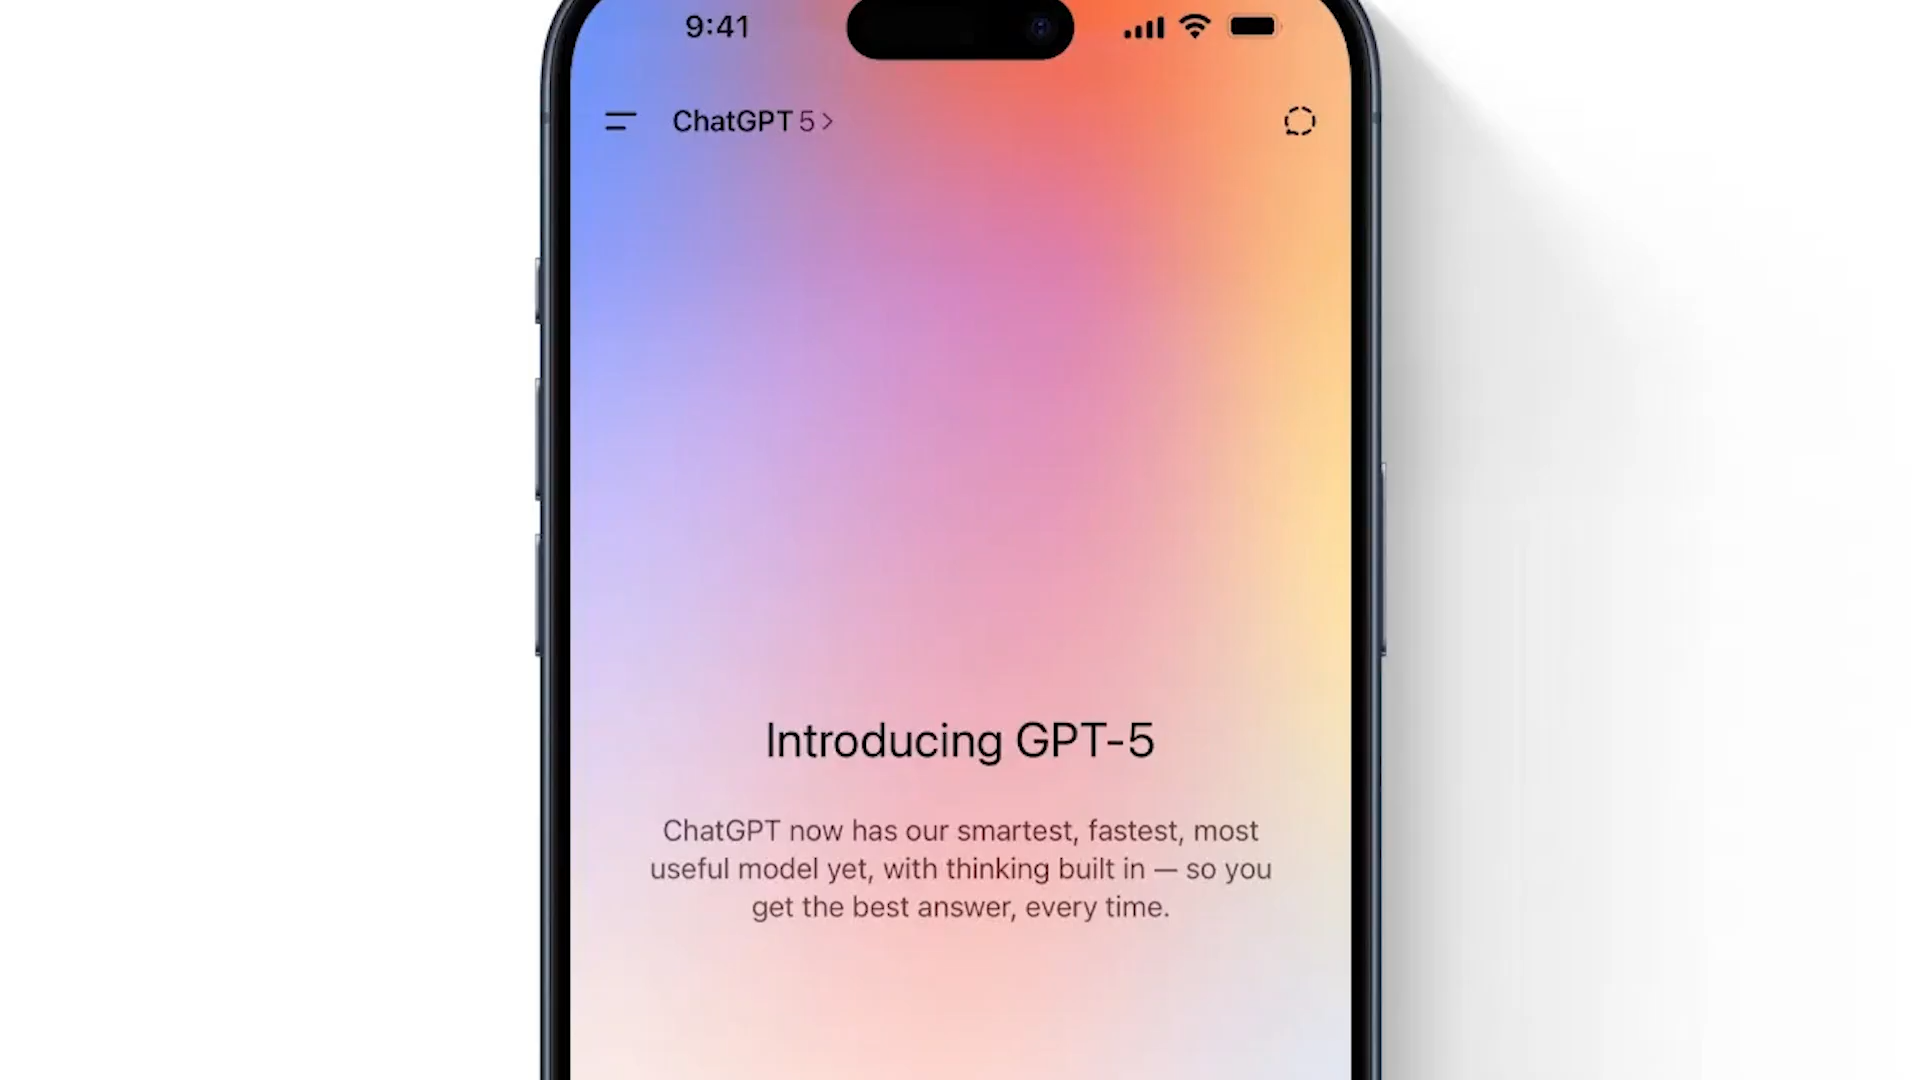 9:41
ChatGPT 5 >
Introducing GPT-5
ChatGPT now has our smartest, fastest, most
useful model yet, with thinking built in — so you
get the best answer, every time.